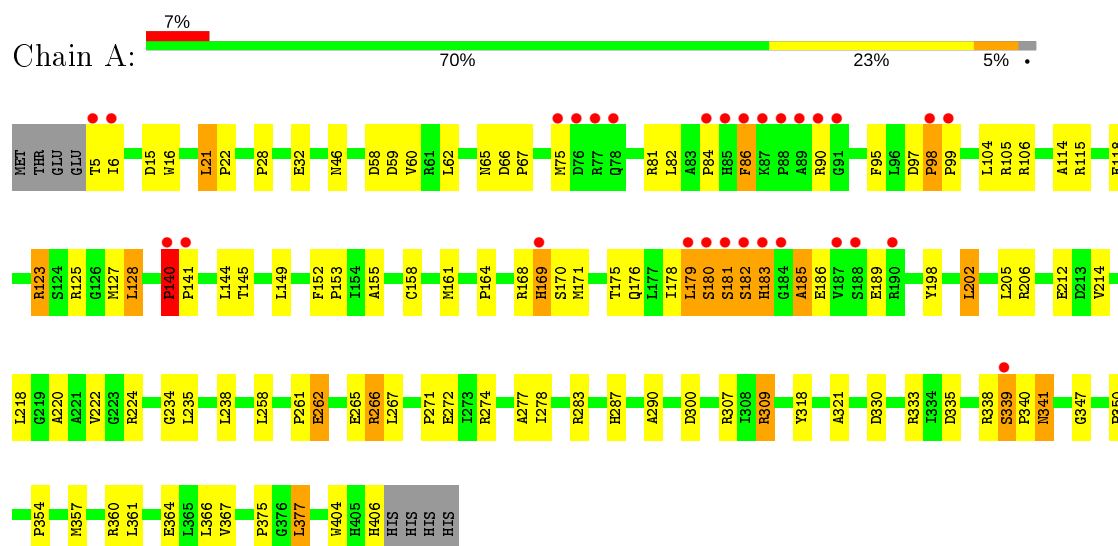 7%
Chain A:
70% 23% 5% •
MET THR GLU GLU T5 I6 D15 W16 L21 P22 P28 E32 N46 D58 D59 V60 R61 L62 N65 D66 P67 M75 D76 R77 Q78 R81 L82 A83 P84 H85 F86 K87 P88 A89 R90 G91 F95 L96 D97 P98 P99 L104 R105 R106 A114 R115
R123 S124 R125 G126 M127 L128 P140 P141 L144 T145 L149 F152 P153 I154 A155 C158 M161 P164 R168 H169 S170 M171 T175 Q176 L177 I178 L179 S180 S181 S182 H183 G184 A185 E186 V187 S188 E189 R190 Y198 L202 L205 R206 E212 D213 V214
L218 G219 A220 A221 V222 G223 R224 G234 L235 L238 L258 P261 E262 E265 R266 L267 P271 E272 I273 R274 A277 I278 R283 H287 A290 D300 R307 I308 R309 Y318 A321 D330 R333 I334 D335 R338 S339 P340 N341 G347
P354 M357 R360 L361 E364 L365 L366 V367 P375 G376 L377 W404 H405 H406 HIS HIS HIS HIS